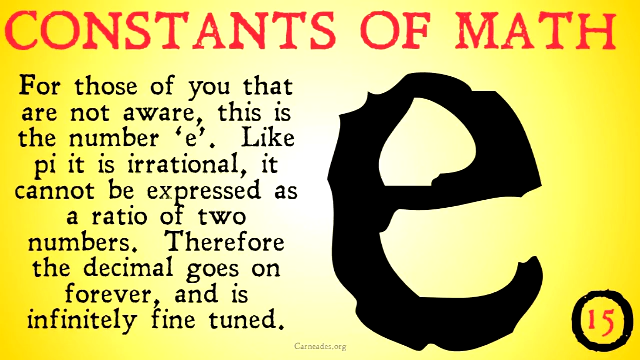 CONSTANTS OF MATH
For those of you that
are not aware, this is
the number ‘e’. Like
pi it is irrational, it
cannot be expressed as
a ratio of two
numbers. Therefore
the decimal goes on
forever, and is
infinitely fine tuned.
e
15
Carneades.org